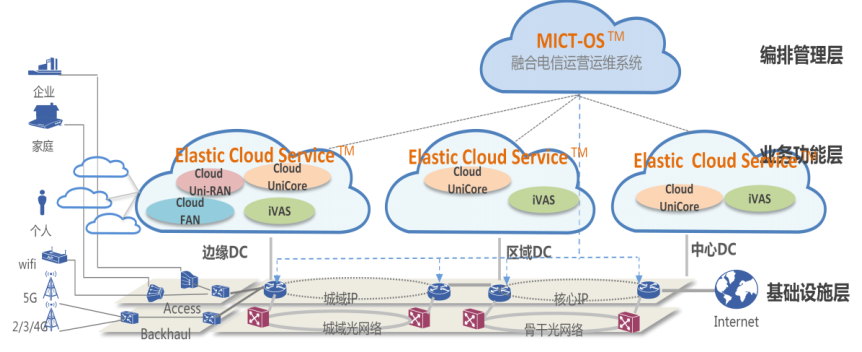 MICT-OS™
融合电信运营运维系统
编排管理层
企业
家庭
个人
wifi
5G
2/3/4G
Elastic Cloud Service™
Cloud Uni-RAN
Cloud UniCore
Cloud FAN
iVAS
边缘DC
Elastic Cloud Service™
Cloud UniCore
iVAS
区域DC
Elastic Cloud Service™
Cloud UniCore
iVAS
中心DC
业务功能层
Access
Backhaul
城域IP
核心IP
城域光网络
骨干光网络
Internet
基础设施层